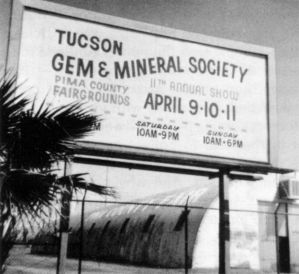 TUCSON
GEM & MINERAL SOCIETY
PIMA COUNTY FAIRGROUNDS
11TH ANNUAL SHOW
APRIL 9·10·11
SATURDAY
10AM-9PM
SUNDAY
10AM-6PM